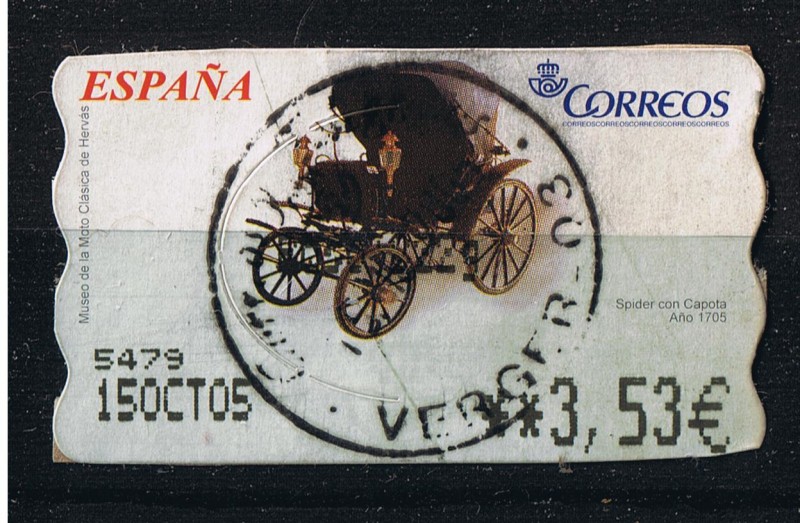 ESPAÑA
CORREOS
CORREOSCORREOSCORREOSCORREOSCORREOS
Museo de la Moto Clásica de Hervás
Spider con Capota
Año 1705
5479
15OCT05
**3,53€
VERGER-03